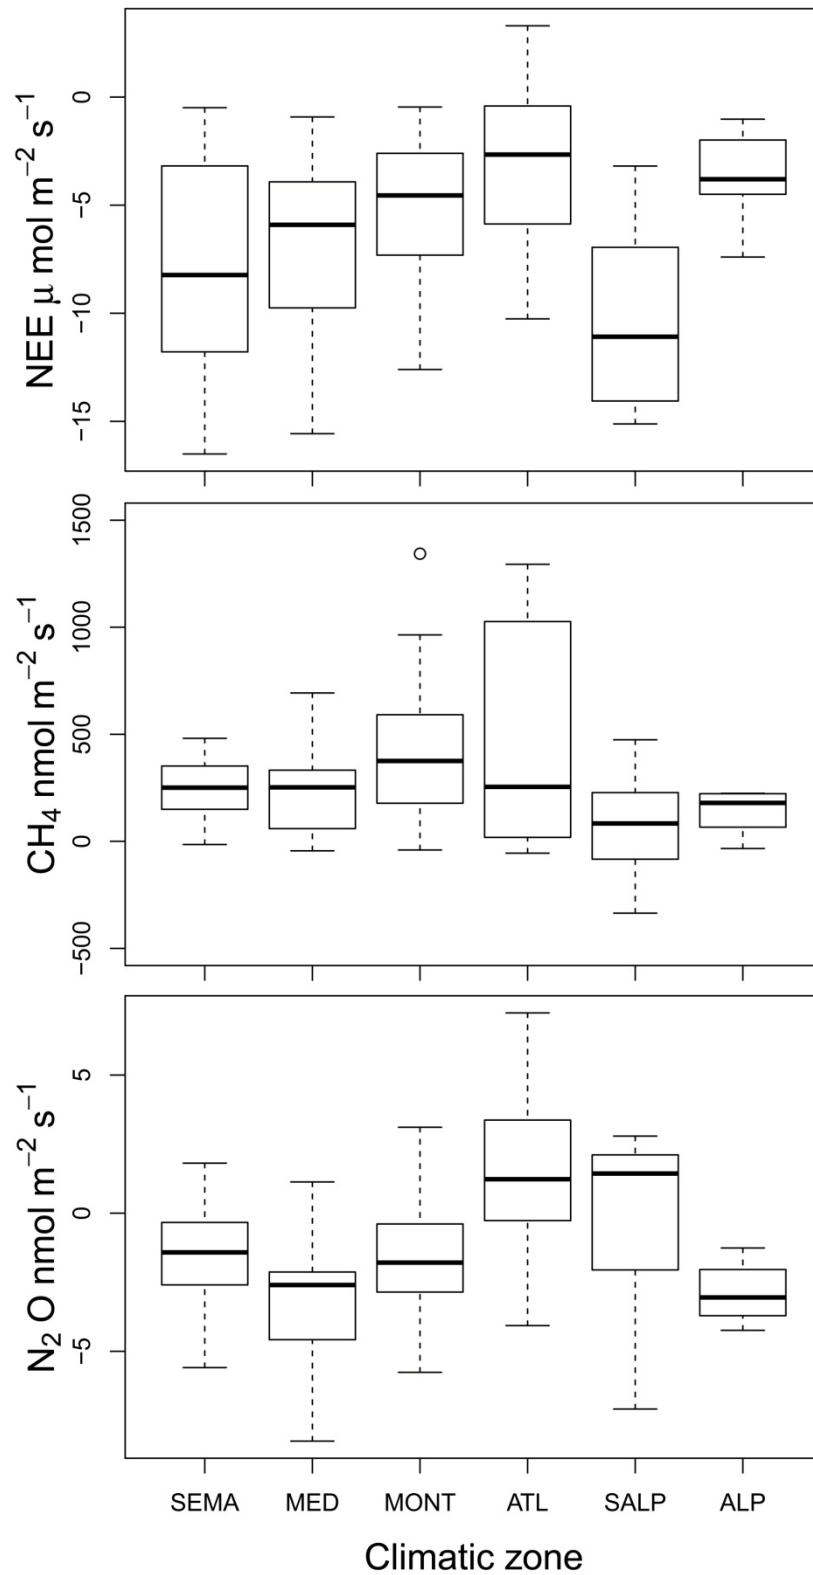 NEE μ mol m⁻² s⁻¹
0
−5
−10
−15
CH₄ nmol m⁻² s⁻¹
1500
1000
500
0
−500
N₂ O nmol m⁻² s⁻¹
5
0
−5
SEMA MED MONT ATL SALP ALP
Climatic zone